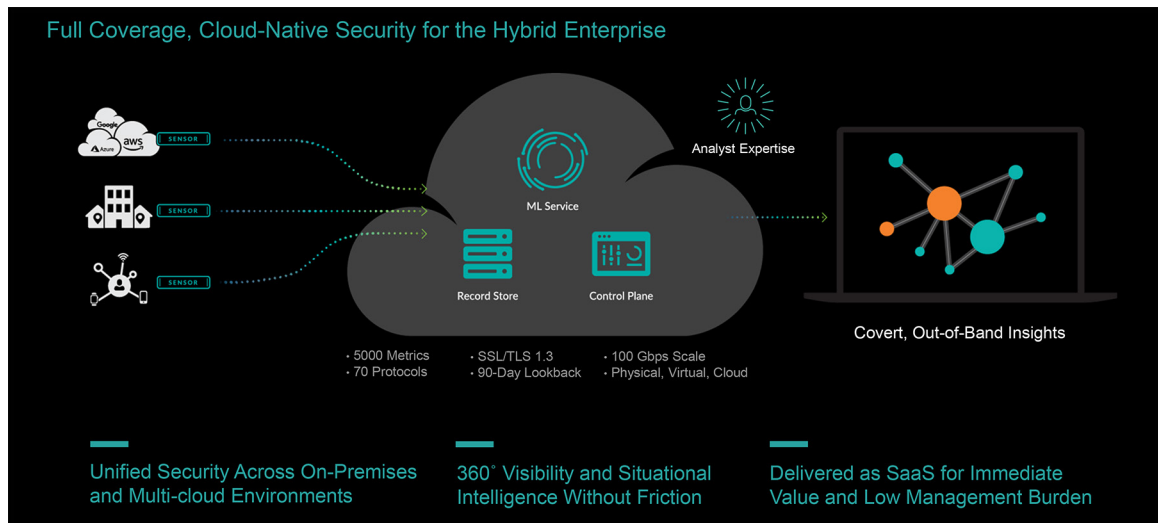 Full Coverage, Cloud-Native Security for the Hybrid Enterprise
Google
aws
Azure
SENSOR
SENSOR
SENSOR
ML Service
Record Store
Control Plane
Analyst Expertise
Covert, Out-of-Band Insights
• 5000 Metrics
• 70 Protocols
• SSL/TLS 1.3
• 90-Day Lookback
• 100 Gbps Scale
• Physical, Virtual, Cloud
Unified Security Across On-Premises
and Multi-cloud Environments
360° Visibility and Situational
Intelligence Without Friction
Delivered as SaaS for Immediate
Value and Low Management Burden